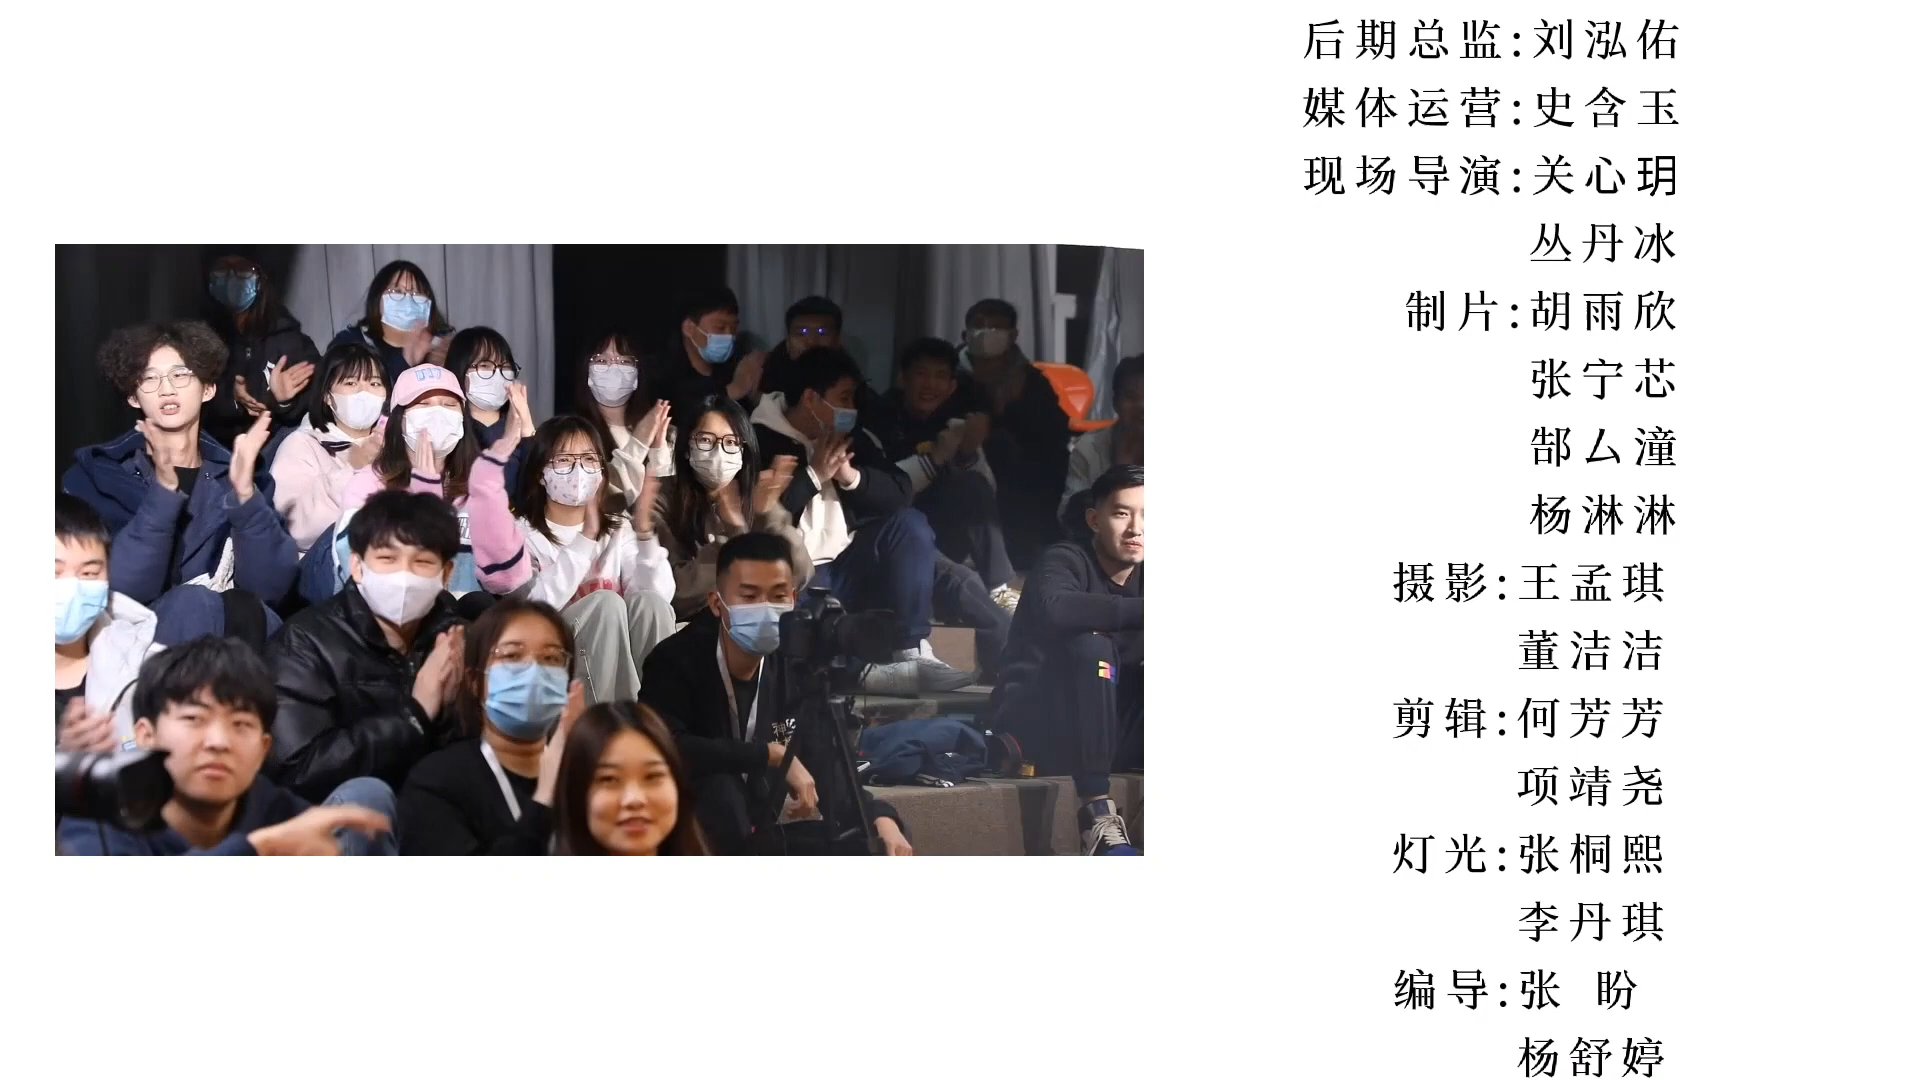 后期总监:刘泓佑
媒体运营:史含玉
现场导演:关心玥
丛丹冰
制片:胡雨欣
张宁芯
郜厶潼
杨淋淋
摄影:王孟琪
董洁洁
剪辑:何芳芳
项靖尧
灯光:张桐熙
李丹琪
编导:张 盼
杨舒婷